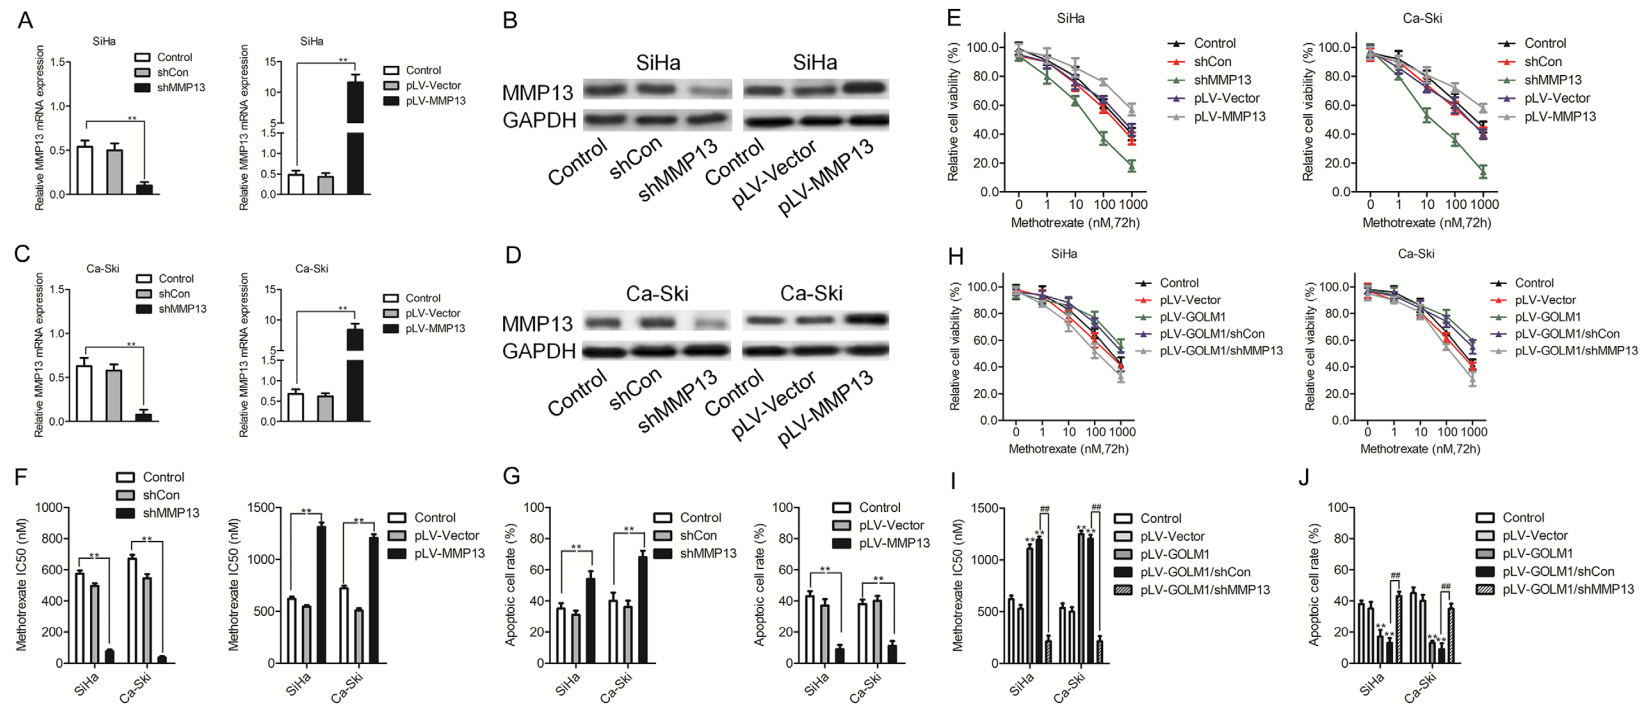 A
SiHa
Relative MMP13 mRNA expression
1.5
1.0
0.5
0.0
**
Control
shCon
shMMP13
SiHa
Relative MMP13 mRNA expression
15
10
5
1.5
1.0
0.5
0.0
**
Control
pLV-Vector
pLV-MMP13
B
SiHa
SiHa
MMP13
GAPDH
Control
shCon
shMMP13
Control
pLV-Vector
pLV-MMP13
C
Ca-Ski
Relative MMP13 mRNA expression
1.5
1.0
0.5
0.0
**
Control
shCon
shMMP13
Ca-Ski
Relative MMP13 mRNA expression
15
10
5
1.0
0.5
0.0
**
Control
pLV-Vector
pLV-MMP13
D
Ca-Ski
Ca-Ski
MMP13
GAPDH
Control
shCon
shMMP13
Control
pLV-Vector
pLV-MMP13
E
SiHa
Relative cell viability (%)
100.0
80.0
60.0
40.0
20.0
0.0
0 1 10 100 1000
Methotrexate (nM,72h)
Control
shCon
shMMP13
pLV-Vector
pLV-MMP13
Ca-Ski
Relative cell viability (%)
100.0
80.0
60.0
40.0
20.0
0.0
0 1 10 100 1000
Methotrexate (nM,72h)
Control
shCon
shMMP13
pLV-Vector
pLV-MMP13
H
SiHa
Relative cell viability (%)
100.0
80.0
60.0
40.0
20.0
0.0
0 1 10 100 1000
Methotrexate (nM,72h)
Control
pLV-Vector
pLV-GOLM1
pLV-GOLM1/shCon
pLV-GOLM1/shMMP13
Ca-Ski
Relative cell viability (%)
100.0
80.0
60.0
40.0
20.0
0.0
0 1 10 100 1000
Methotrexate (nM,72h)
Control
pLV-Vector
pLV-GOLM1
pLV-GOLM1/shCon
pLV-GOLM1/shMMP13
F
Control
shCon
shMMP13
Methotrexate IC50 (nM)
1000
800
600
400
200
0
**
**
SiHa
Ca-Ski
Methotrexate IC50 (nM)
1500
1000
500
0
**
**
SiHa
Ca-Ski
Control
pLV-Vector
pLV-MMP13
G
Apoptoic cell rate (%)
100
80
60
40
20
0
**
**
SiHa
Ca-Ski
Control
shCon
shMMP13
Apoptoic cell rate (%)
100
80
60
40
20
0
**
**
SiHa
Ca-Ski
Control
pLV-Vector
pLV-MMP13
I
Methotrexate IC50 (nM)
1500
1000
500
0
**
**
##
**
**
##
SiHa
Ca-Ski
Control
pLV-Vector
pLV-GOLM1
pLV-GOLM1/shCon
pLV-GOLM1/shMMP13
J
Apoptoic cell rate (%)
100
80
60
40
20
0
**
**
##
**
**
##
SiHa
Ca-Ski
Control
pLV-Vector
pLV-GOLM1
pLV-GOLM1/shCon
pLV-GOLM1/shMMP13